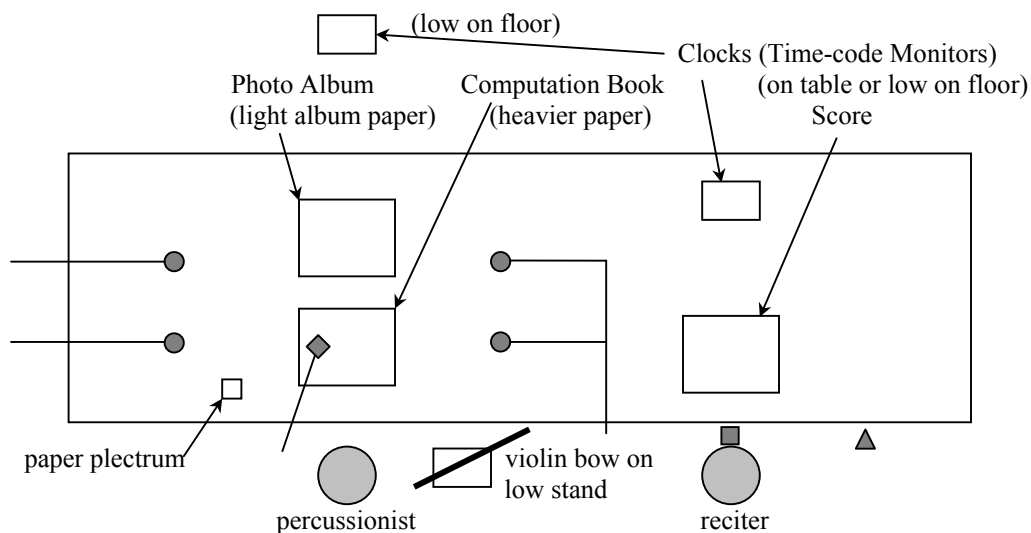 (low on floor)
Clocks (Time-code Monitors)
(on table or low on floor)
Photo Album
(light album paper)
Computation Book
(heavier paper)
Score
paper plectrum
percussionist
violin bow on
low stand
reciter